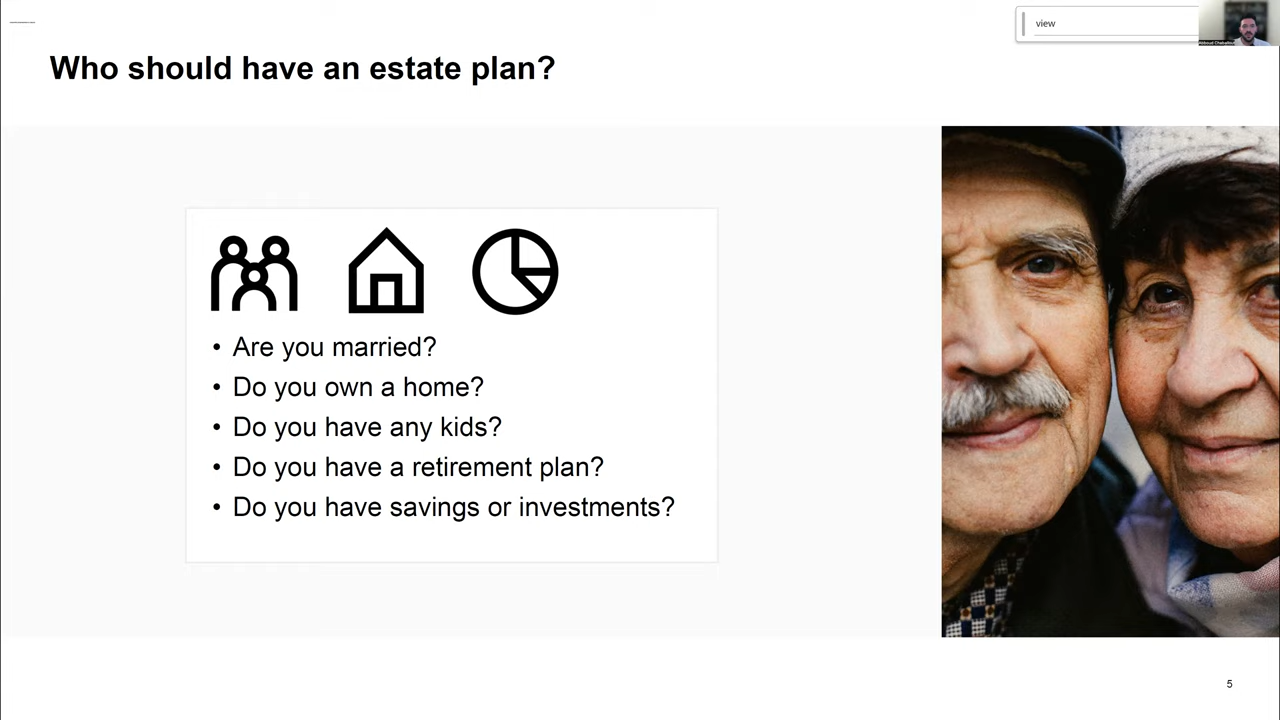 view
Who should have an estate plan?
• Are you married?
• Do you own a home?
• Do you have any kids?
• Do you have a retirement plan?
• Do you have savings or investments?
5